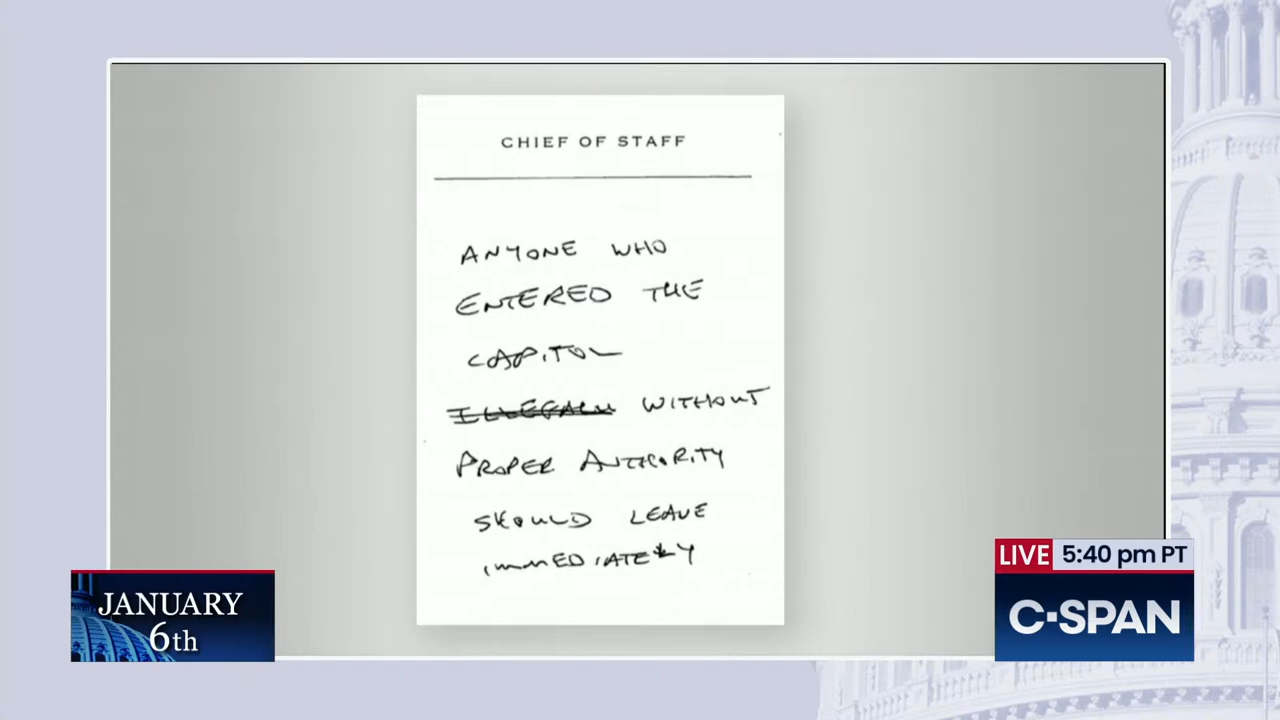 CHIEF OF STAFF
ANYONE WHO
ENTERED THE
CAPITOL
ILLEGALLY WITHOUT
PROPER AUTHORITY
SHOULD LEAVE
IMMEDIATELY
JANUARY
6th
LIVE 5:40 pm PT
C-SPAN